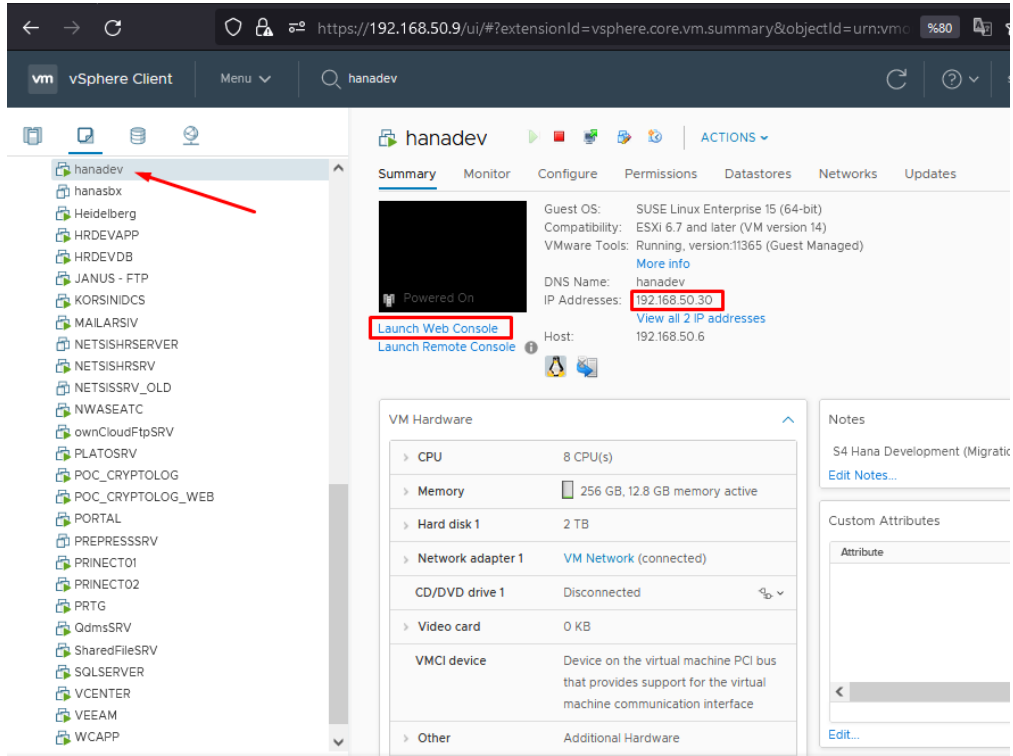 https://192.168.50.9/ui/#?extensionId=vsphere.core.vm.summary&objectId=urn:vmo
%80
vm vSphere Client
Menu
hanadev
hanadev
hanasbx
Heidelberg
HRDEVAPP
HRDEVDB
JANUS - FTP
KORSINIDCS
MAILARSIV
NETSISHRSERVER
NETSISHRSRV
NETSISSRV_OLD
NWASEATC
ownCloudFtpSRV
PLATOSRV
POC_CRYPTOLOG
POC_CRYPTOLOG_WEB
PORTAL
PREPRESSSRV
PRINECT01
PRINECT02
PRTG
QdmsSRV
SharedFileSRV
SQLSERVER
VCENTER
VEEAM
WCAPP
hanadev
ACTIONS
Summary Monitor Configure Permissions Datastores Networks Updates
Powered On
Launch Web Console
Launch Remote Console
Guest OS: SUSE Linux Enterprise 15 (64-bit)
Compatibility: ESXi 6.7 and later (VM version 14)
VMware Tools: Running, version:11365 (Guest Managed)
More info
DNS Name: hanadev
IP Addresses: 192.168.50.30
View all 2 IP addresses
Host: 192.168.50.6
VM Hardware
CPU 8 CPU(s)
Memory 256 GB, 12.8 GB memory active
Hard disk 1 2 TB
Network adapter 1 VM Network (connected)
CD/DVD drive 1 Disconnected
Video card 0 KB
VMCI device Device on the virtual machine PCI bus
that provides support for the virtual
machine communication interface
Other Additional Hardware
Notes
S4 Hana Development (Migratic
Edit Notes...
Custom Attributes
Attribute
Edit...